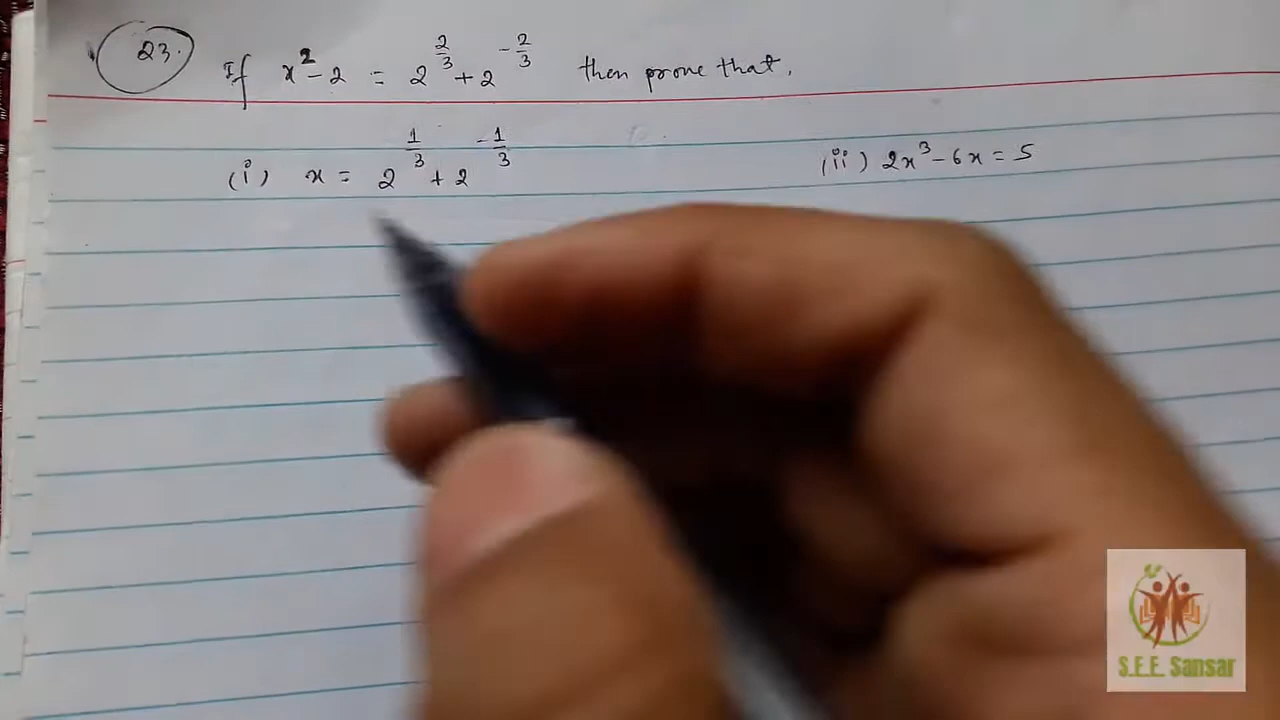 23. If x² - 2 = 2^{2/3} + 2^{-2/3} then prove that,
(i) x = 2^{1/3} + 2^{-1/3} (ii) 2x³ - 6x = 5
S.E.E. Sansar